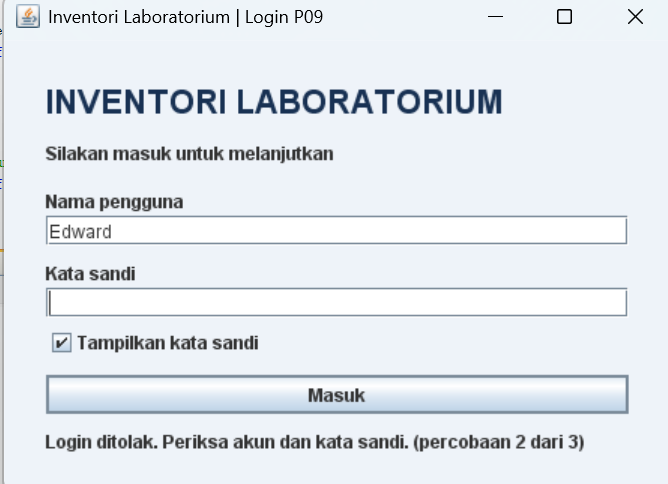 Inventori Laboratorium | Login P09
INVENTORI LABORATORIUM
Silakan masuk untuk melanjutkan
Nama pengguna
Edward
Kata sandi
Tampilkan kata sandi
Masuk
Login ditolak. Periksa akun dan kata sandi. (percobaan 2 dari 3)